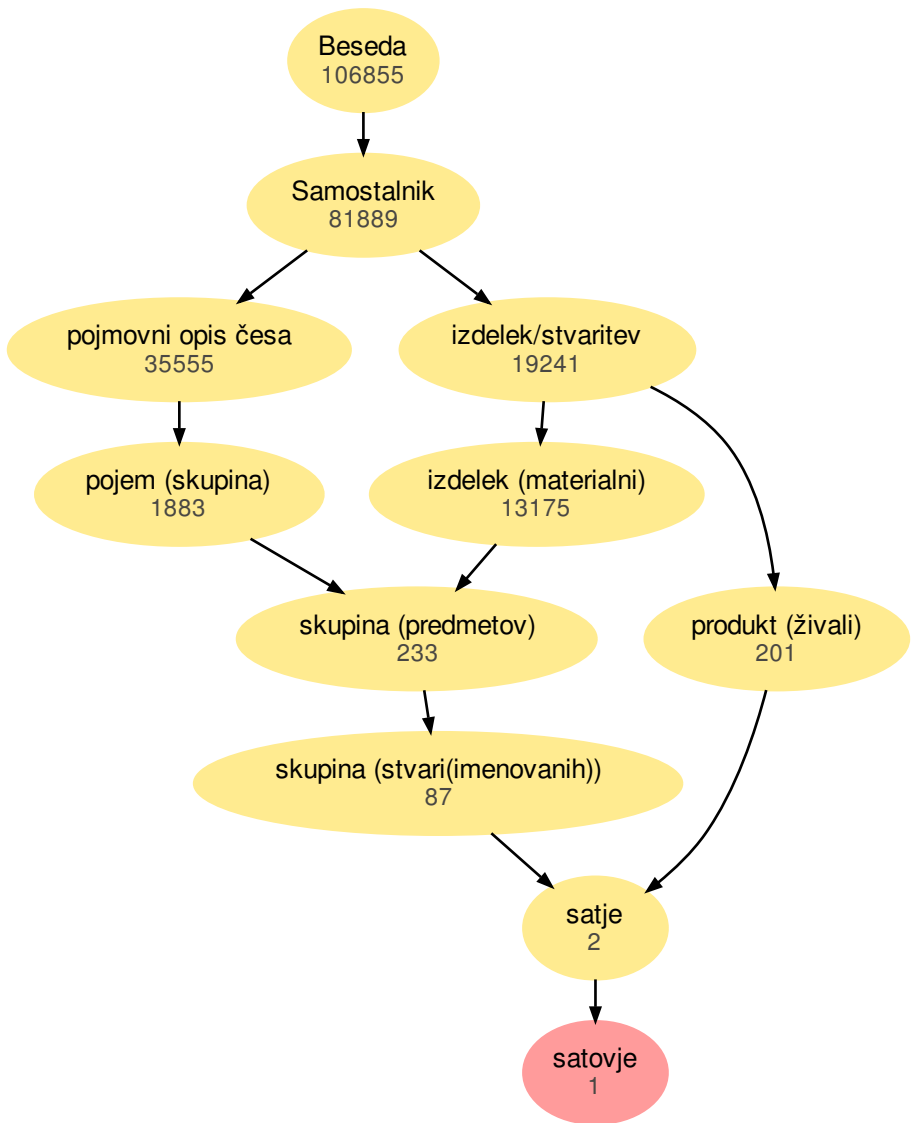 Beseda
106855
Samostalnik
81889
pojmovni opis česa
35555
izdelek/stvaritev
19241
pojem (skupina)
1883
izdelek (materialni)
13175
skupina (predmetov)
233
produkt (živali)
201
skupina (stvari(imenovanih))
87
satje
2
satovje
1